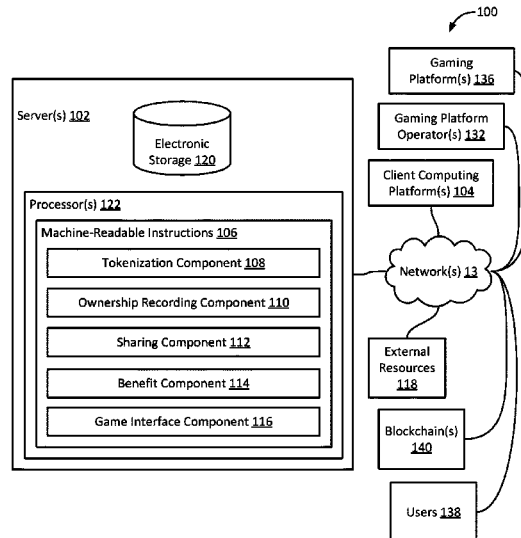 100
Gaming
Platform(s) 136
Server(s) 102
Electronic
Storage 120
Gaming Platform
Operator(s) 132
Client Computing
Platform(s) 104
Processor(s) 122
Machine-Readable Instructions 106
Tokenization Component 108
Ownership Recording Component 110
Sharing Component 112
Benefit Component 114
Game Interface Component 116
Network(s) 13
External
Resources
118
Blockchain(s)
140
Users 138